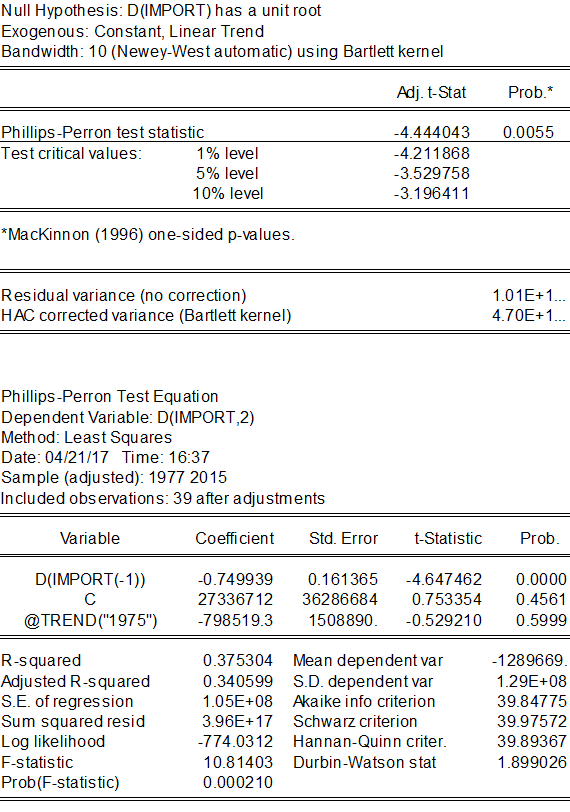 Null Hypothesis: D(IMPORT) has a unit root
Exogenous: Constant, Linear Trend
Bandwidth: 10 (Newey-West automatic) using Bartlett kernel
Adj. t-Stat Prob.*
Phillips-Perron test statistic -4.444043 0.0055
Test critical values: 1% level -4.211868
5% level -3.529758
10% level -3.196411
*MacKinnon (1996) one-sided p-values.
Residual variance (no correction) 1.01E+1...
HAC corrected variance (Bartlett kernel) 4.70E+1...
Phillips-Perron Test Equation
Dependent Variable: D(IMPORT,2)
Method: Least Squares
Date: 04/21/17 Time: 16:37
Sample (adjusted): 1977 2015
Included observations: 39 after adjustments
Variable Coefficient Std. Error t-Statistic Prob.
D(IMPORT(-1)) -0.749939 0.161365 -4.647462 0.0000
C 27336712 36286684 0.753354 0.4561
@TREND("1975") -798519.3 1508890. -0.529210 0.5999
R-squared 0.375304 Mean dependent var -1289669.
Adjusted R-squared 0.340599 S.D. dependent var 1.29E+08
S.E. of regression 1.05E+08 Akaike info criterion 39.84775
Sum squared resid 3.96E+17 Schwarz criterion 39.97572
Log likelihood -774.0312 Hannan-Quinn criter. 39.89367
F-statistic 10.81403 Durbin-Watson stat 1.899026
Prob(F-statistic) 0.000210